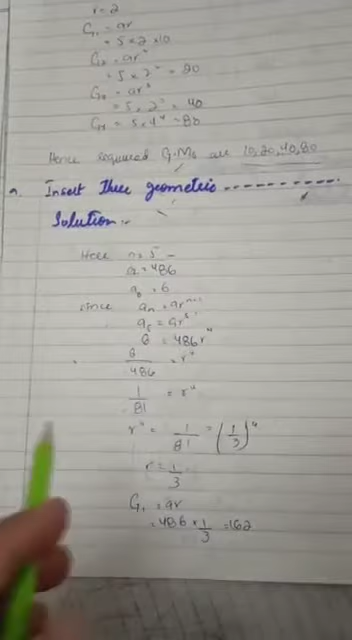 r = 2
G₁ = ar
= 5 × 2 = 10
G₂ = ar²
= 5 × 2² = 20
G₃ = ar³
= 5 × 2³ = 40
G₄ = 5 × 2⁴ = 80
Hence required G.Ms are 10, 20, 40, 80
Insert three geometric ------------
Solution:-
Here n = 5
a = 486
a₅ = 6
since aₙ = arⁿ⁻¹
a₅ = ar⁵⁻¹
6 = 486r⁴
6/486 = r⁴
1/81 = r⁴
r⁴ = 1/81 = (1/3)⁴
r = 1/3
G₁ = ar
= 486 × 1/3 = 162